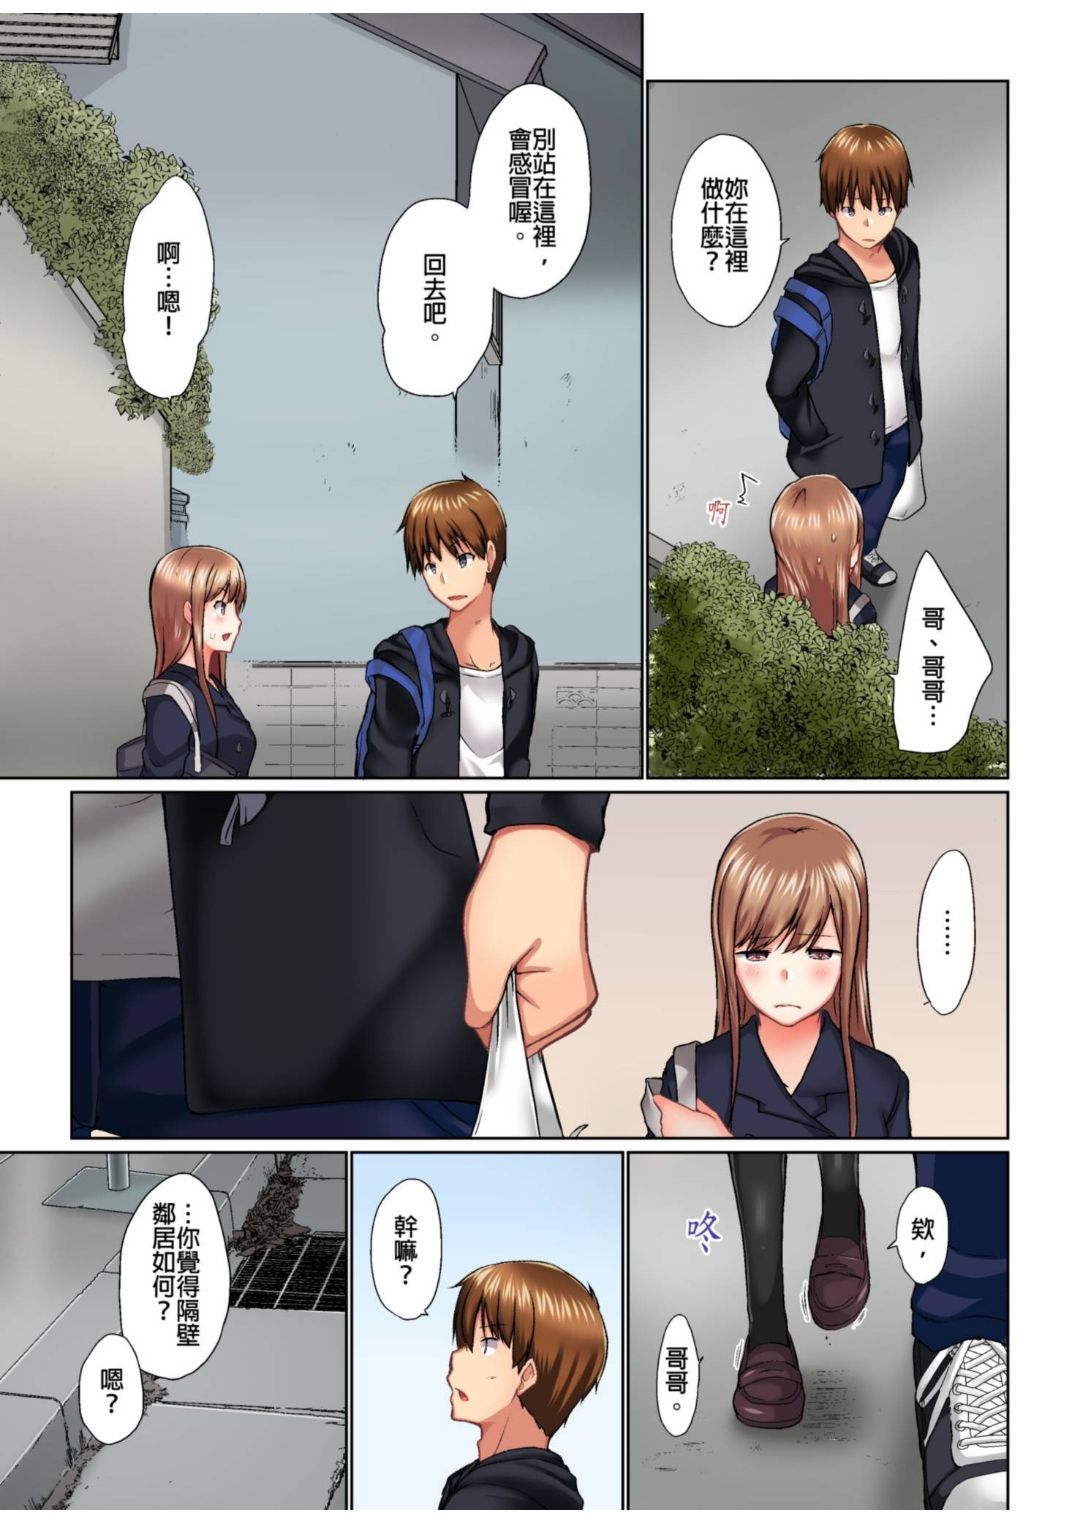 妳在這裡
做什麼？
啊
哥、哥哥…
別站在這裡，
會感冒喔。
回去吧。
啊…嗯！
……
欸，
咚
哥哥。
幹嘛？
…你覺得隔壁
鄰居如何？
嗯？